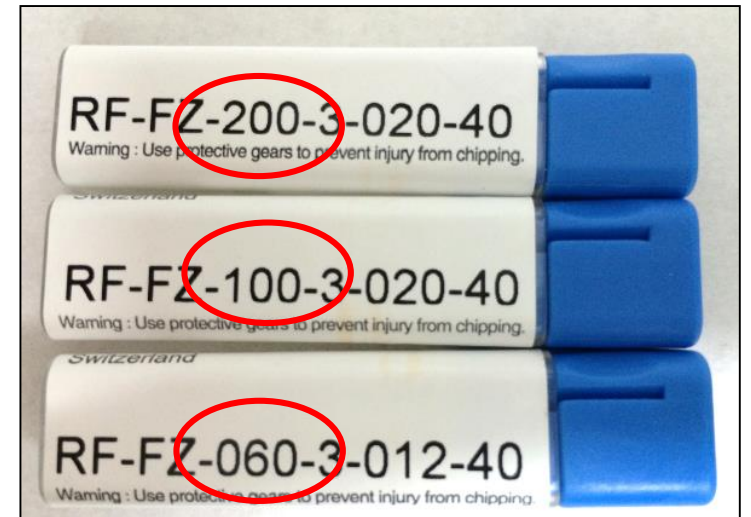 RF-FZ-200-3-020-40
Warning : Use protective gears to prevent injury from chipping.
Switzerland
RF-FZ-100-3-020-40
Warning : Use protective gears to prevent injury from chipping.
Switzerland
RF-FZ-060-3-012-40
Warning : Use protective gears to prevent injury from chipping.